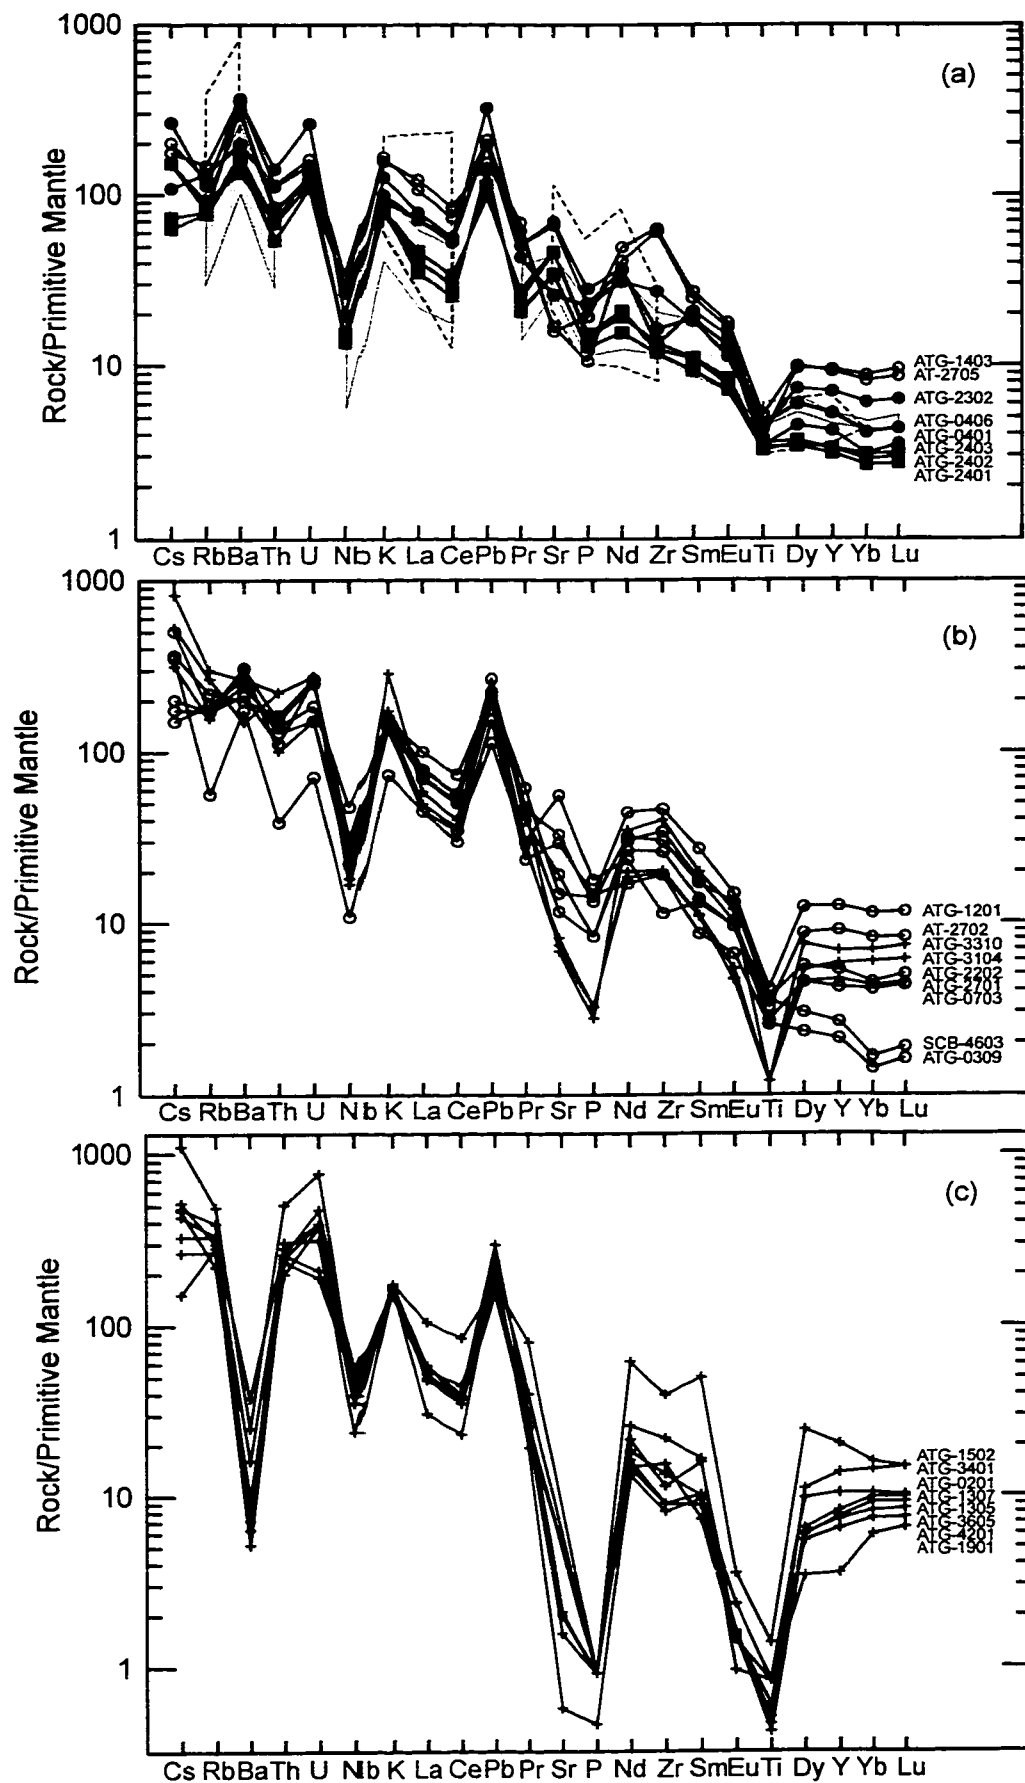 1000
(a)
100
Rock/Primitive Mantle
10
ATG-1403
AT-2705
ATG-2302
ATG-0406
ATG-0401
ATG-2403
ATG-2402
ATG-2401
1
Cs Rb Ba Th U Nb K La Ce Pb Pr Sr P Nd Zr Sm Eu Ti Dy Y Yb Lu
1000
(b)
100
Rock/Primitive Mantle
10
ATG-1201
AT-2702
ATG-3310
ATG-3104
ATG-2202
ATG-2701
ATG-0703
SCB-4603
ATG-0309
1
Cs Rb Ba Th U Nb K La Ce Pb Pr Sr P Nd Zr Sm Eu Ti Dy Y Yb Lu
1000
(c)
100
Rock/Primitive Mantle
10
ATG-1502
ATG-3401
ATG-0201
ATG-1307
ATG-1305
ATG-3605
ATG-4201
ATG-1901
1
Cs Rb Ba Th U Nb K La Ce Pb Pr Sr P Nd Zr Sm Eu Ti Dy Y Yb Lu